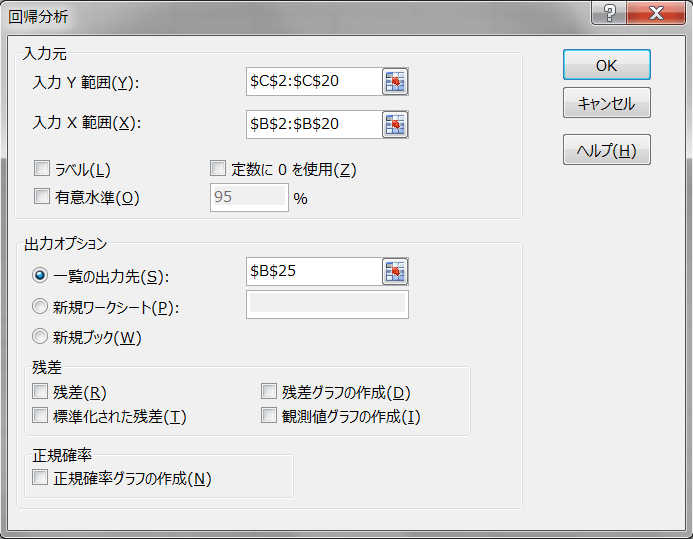 回帰分析
入力元
入力 Y 範囲(Y): $C$2:$C$20
入力 X 範囲(X): $B$2:$B$20
ラベル(L) 定数に 0 を使用(Z)
有意水準(O) 95 %
OK
キャンセル
ヘルプ(H)
出力オプション
一覧の出力先(S): $B$25
新規ワークシート(P):
新規ブック(W)
残差
残差(R) 残差グラフの作成(D)
標準化された残差(T) 観測値グラフの作成(I)
正規確率
正規確率グラフの作成(N)